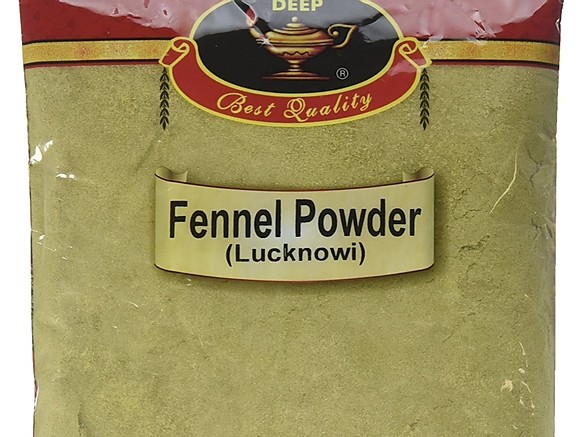 DEEP
®
Best Quality
Fennel Powder
(Lucknowi)